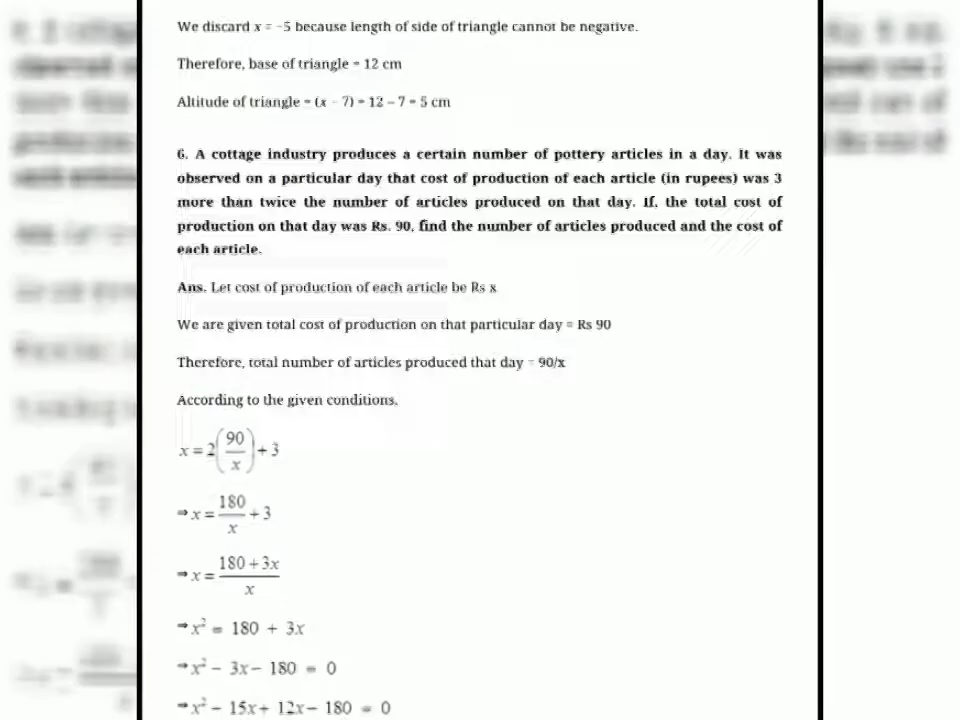 We discard x = -5 because length of side of triangle cannot be negative.
Therefore, base of triangle = 12 cm
Altitude of triangle = (x - 7) = 12 – 7 = 5 cm
6. A cottage industry produces a certain number of pottery articles in a day. It was
observed on a particular day that cost of production of each article (in rupees) was 3
more than twice the number of articles produced on that day. If, the total cost of
production on that day was Rs. 90, find the number of articles produced and the cost of
each article.
Ans. Let cost of production of each article be Rs x
We are given total cost of production on that particular day = Rs 90
Therefore, total number of articles produced that day = 90/x
According to the given conditions,
x = 2(90/x) + 3
⇒ x = 180/x + 3
⇒ x = (180 + 3x)/x
⇒ x² = 180 + 3x
⇒ x² − 3x − 180 = 0
⇒ x² − 15x + 12x − 180 = 0